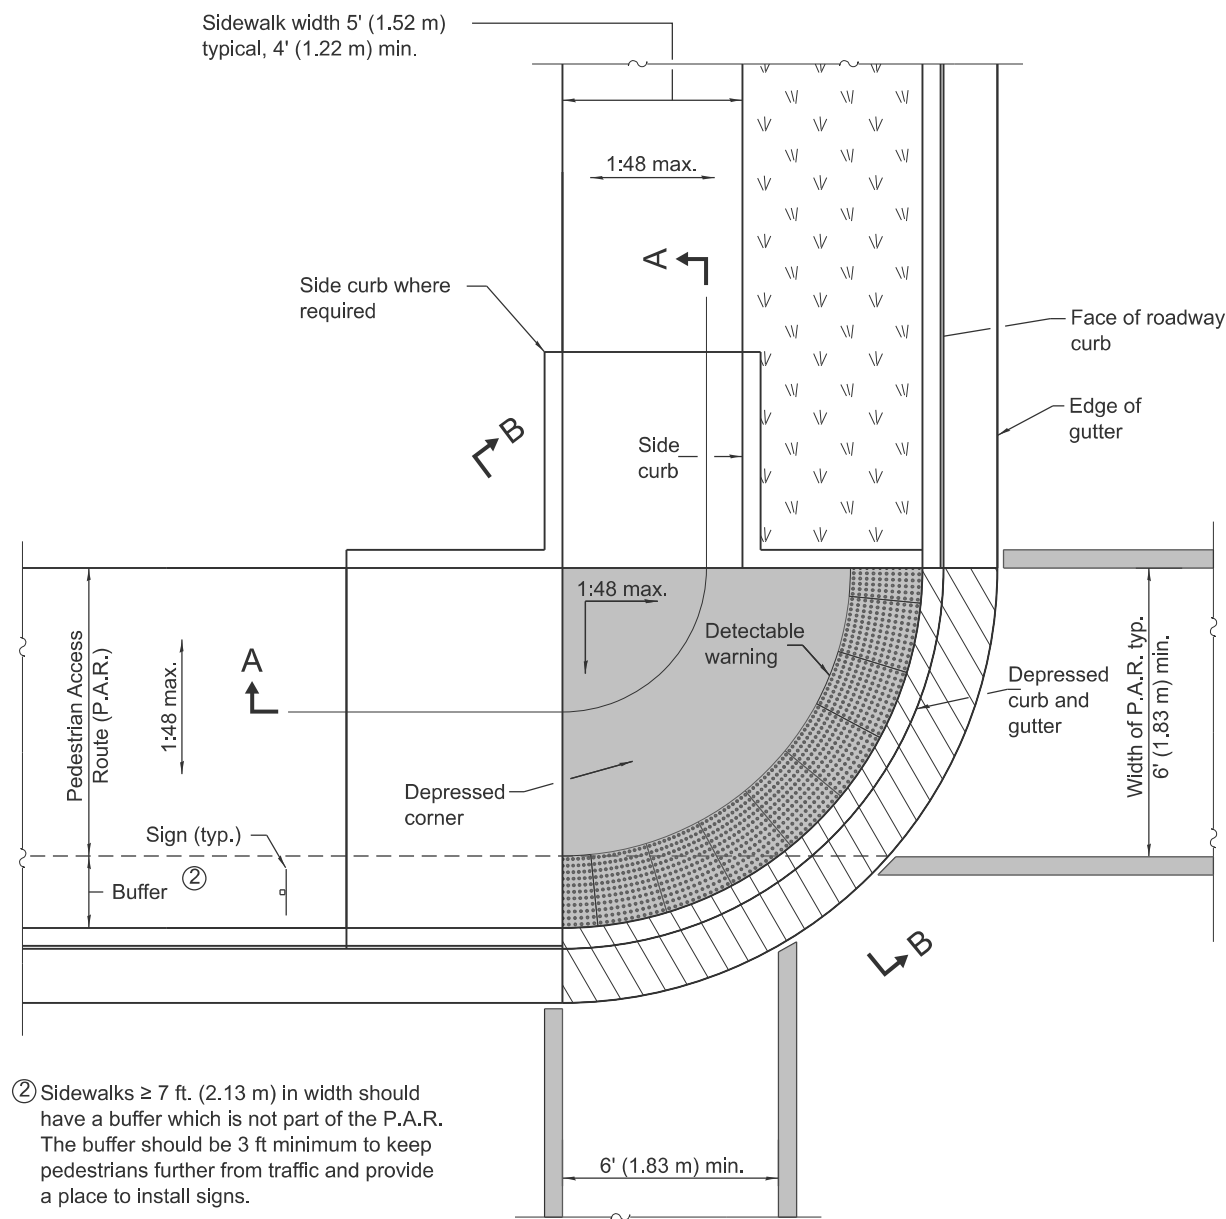 Sidewalk width 5' (1.52 m)
typical, 4' (1.22 m) min.
1:48 max.
A
Side curb where
required
Face of roadway
curb
Edge of
gutter
B
Side
curb
1:48 max.
Detectable
warning
Pedestrian Access
Route (P.A.R.)
1:48 max.
A
Depressed
curb and
gutter
Width of P.A.R. typ.
6' (1.83 m) min.
Depressed
corner
Sign (typ.)
Buffer
2
B
2 Sidewalks ≥ 7 ft. (2.13 m) in width should
have a buffer which is not part of the P.A.R.
The buffer should be 3 ft minimum to keep
pedestrians further from traffic and provide
a place to install signs.
6' (1.83 m) min.